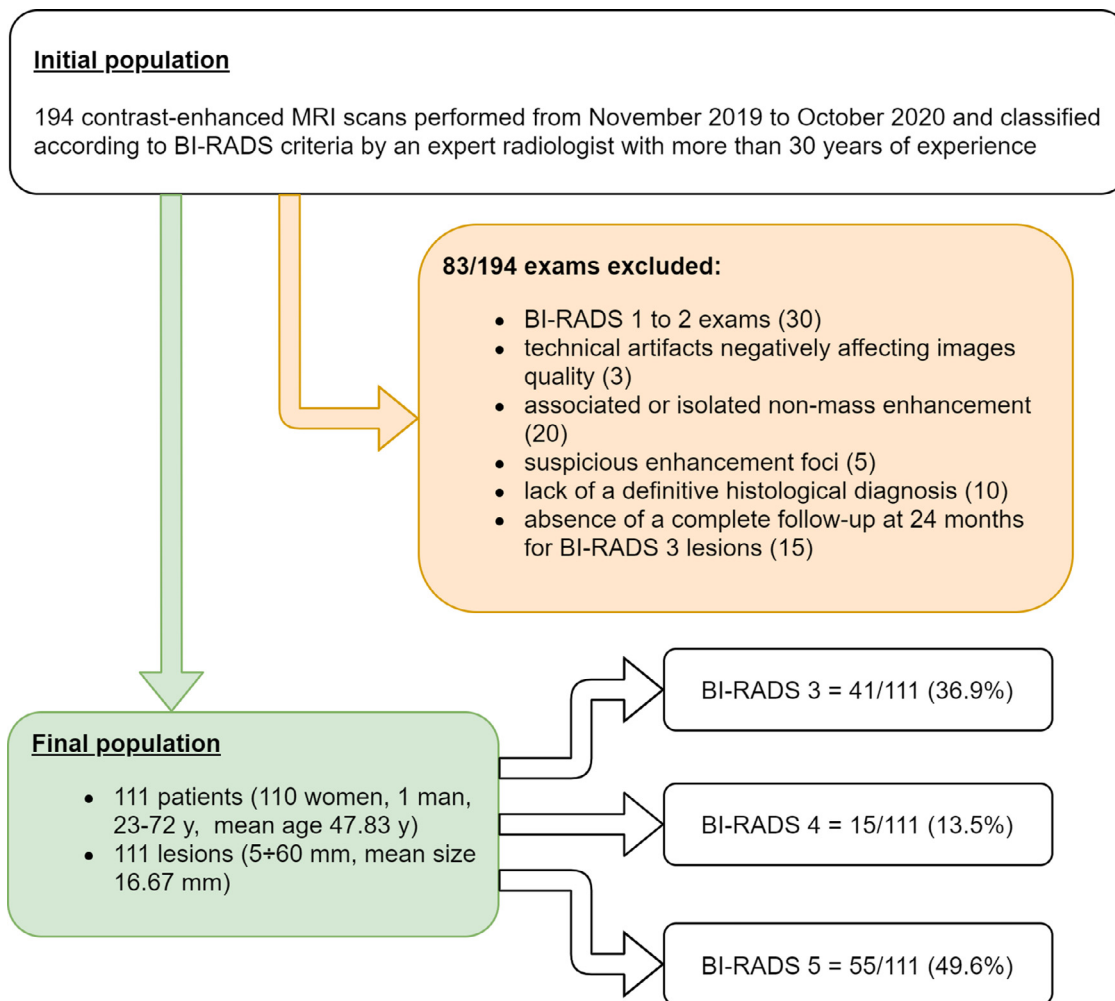 Initial population
194 contrast-enhanced MRI scans performed from November 2019 to October 2020 and classified
according to BI-RADS criteria by an expert radiologist with more than 30 years of experience
83/194 exams excluded:
• BI-RADS 1 to 2 exams (30)
• technical artifacts negatively affecting images
quality (3)
• associated or isolated non-mass enhancement
(20)
• suspicious enhancement foci (5)
• lack of a definitive histological diagnosis (10)
• absence of a complete follow-up at 24 months
for BI-RADS 3 lesions (15)
Final population
• 111 patients (110 women, 1 man,
23-72 y, mean age 47.83 y)
• 111 lesions (5÷60 mm, mean size
16.67 mm)
BI-RADS 3 = 41/111 (36.9%)
BI-RADS 4 = 15/111 (13.5%)
BI-RADS 5 = 55/111 (49.6%)